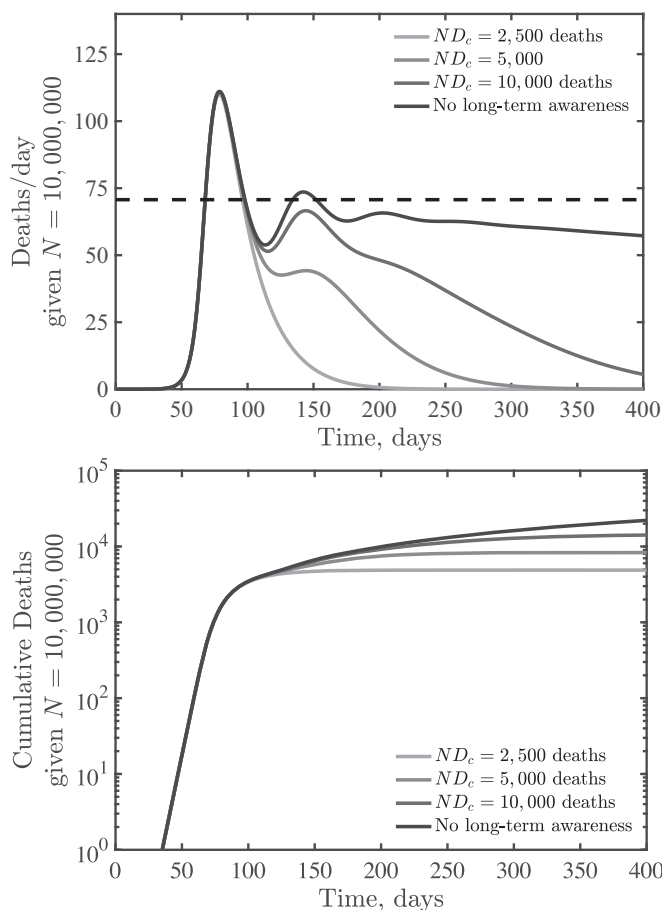 125
100
75
50
25
0
Deaths/day
given N = 10,000,000
ND_c = 2,500 deaths
ND_c = 5,000
ND_c = 10,000 deaths
No long-term awareness
0 50 100 150 200 250 300 350 400
Time, days
10^5
10^4
10^3
10^2
10^1
10^0
Cumulative Deaths
given N = 10,000,000
ND_c = 2,500 deaths
ND_c = 5,000 deaths
ND_c = 10,000 deaths
No long-term awareness
0 50 100 150 200 250 300 350 400
Time, days